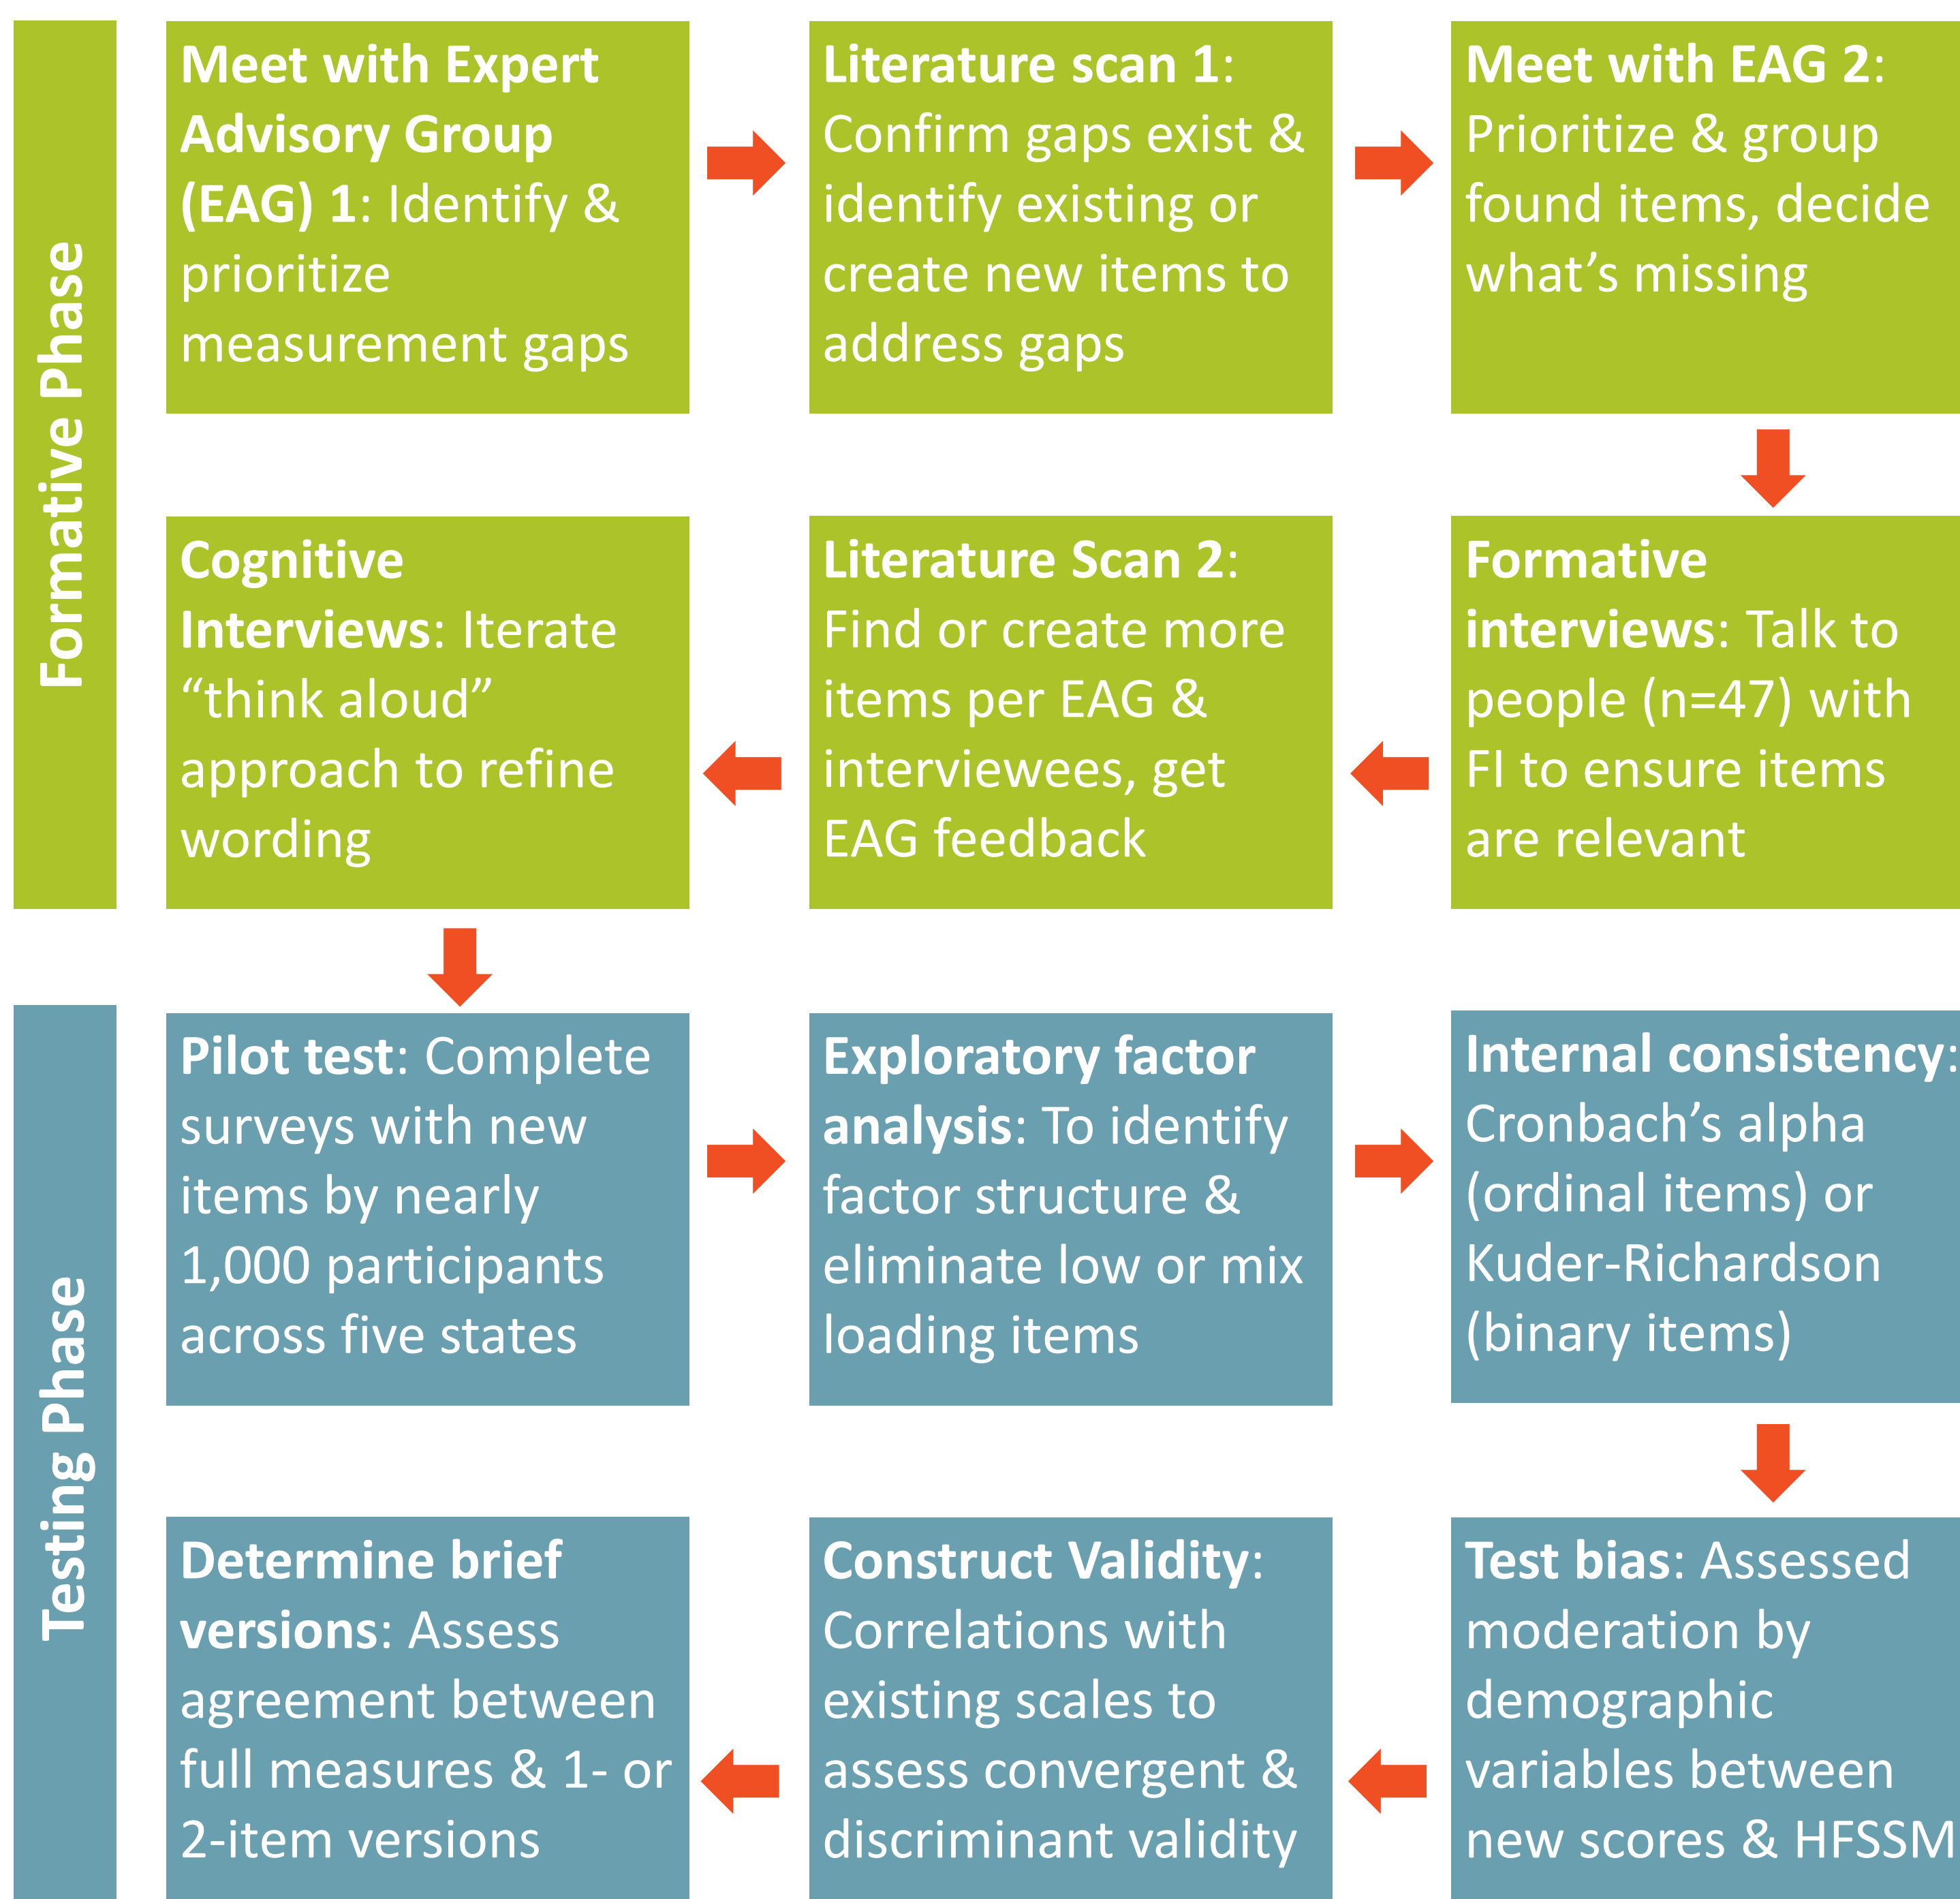 Formative Phase
Meet with Expert
Advisory Group
(EAG) 1: Identify &
prioritize
measurement gaps
Literature scan 1:
Confirm gaps exist &
identify existing or
create new items to
address gaps
Meet with EAG 2:
Prioritize & group
found items, decide
what’s missing
Formative
interviews: Talk to
people (n=47) with
FI to ensure items
are relevant
Literature Scan 2:
Find or create more
items per EAG &
interviewees, get
EAG feedback
Cognitive
Interviews: Iterate
“think aloud”
approach to refine
wording
Testing Phase
Pilot test: Complete
surveys with new
items by nearly
1,000 participants
across five states
Exploratory factor
analysis: To identify
factor structure &
eliminate low or mix
loading items
Internal consistency:
Cronbach’s alpha
(ordinal items) or
Kuder-Richardson
(binary items)
Test bias: Assessed
moderation by
demographic
variables between
new scores & HFSSM
Construct Validity:
Correlations with
existing scales to
assess convergent &
discriminant validity
Determine brief
versions: Assess
agreement between
full measures & 1- or
2-item versions